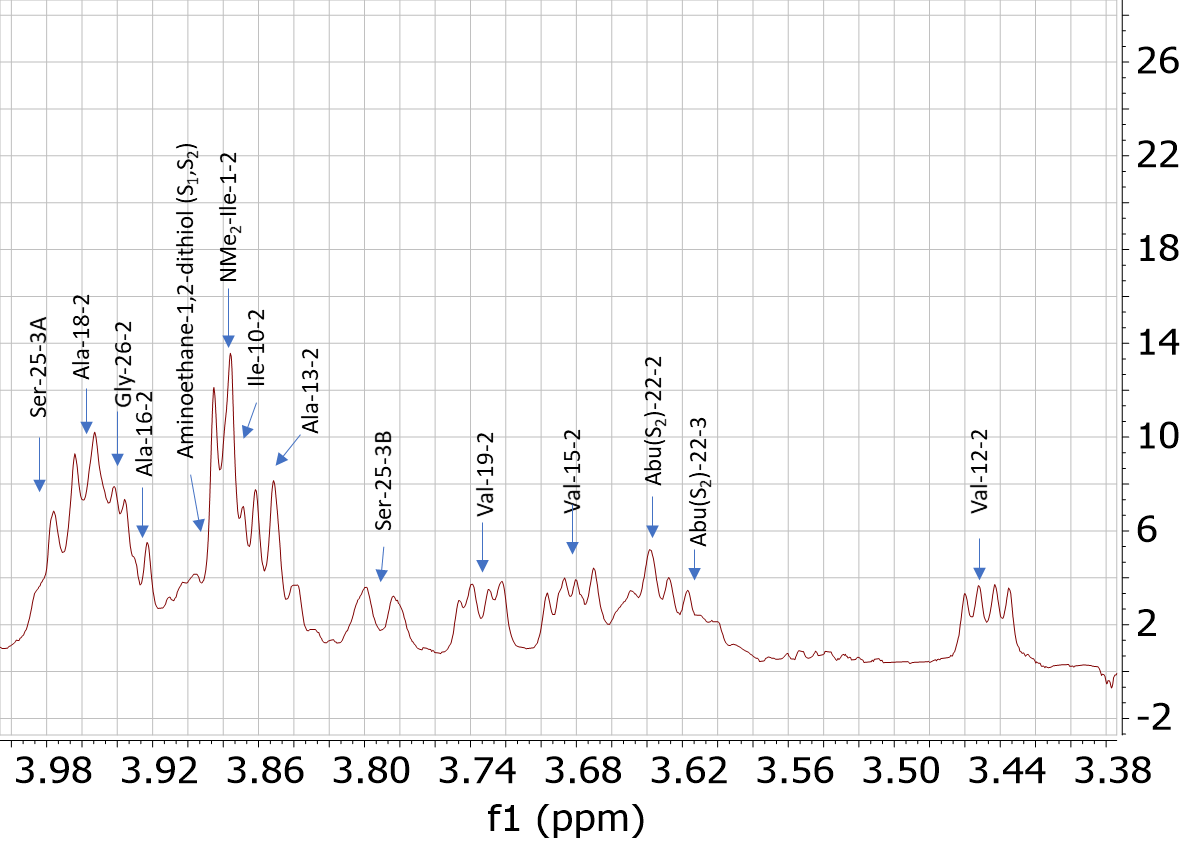 Ser-25-3A
Ala-18-2
Gly-26-2
Ala-16-2
Aminoethane-1,2-dithiol (S₁,S₂)
NMe₂-Ile-1-2
Ile-10-2
Ala-13-2
Ser-25-3B
Val-19-2
Val-15-2
Abu(S₂)-22-2
Abu(S₂)-22-3
Val-12-2
26
22
18
14
10
6
2
-2
3.98 3.92 3.86 3.80 3.74 3.68 3.62 3.56 3.50 3.44 3.38
f1 (ppm)